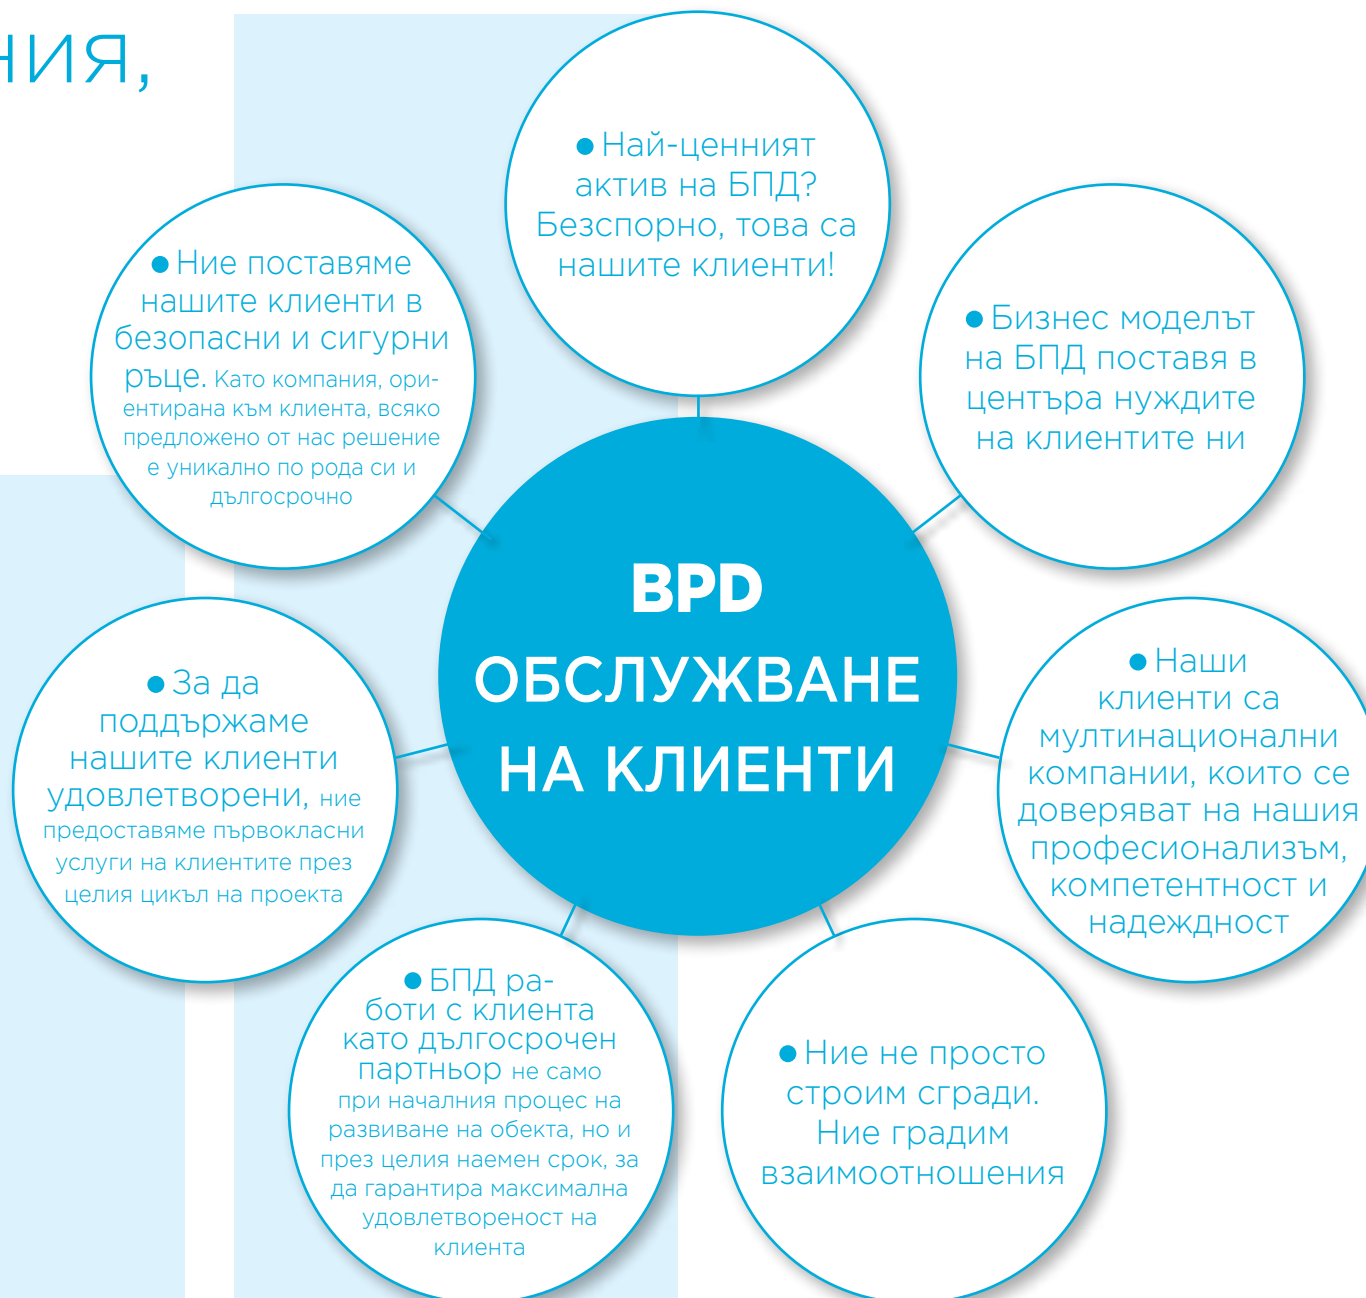 ния,
● Най-ценният
актив на БПД?
Безспорно, това са
нашите клиенти!
● Ние поставяме
нашите клиенти в
безопасни и сигурни
ръце. Като компания, ори-
ентирана към клиента, всяко
предложено от нас решение
е уникално по рода си и
дългосрочно
● Бизнес моделът
на БПД поставя в
центъра нуждите
на клиентите ни
BPD
ОБСЛУЖВАНЕ
НА КЛИЕНТИ
● За да
поддържаме
нашите клиенти
удовлетворени, ние
предоставяме първокласни
услуги на клиентите през
целия цикъл на проекта
● Наши
клиенти са
мултинационални
компании, които се
доверяват на нашия
професионализъм,
компетентност и
надеждност
● БПД ра-
боти с клиента
като дългосрочен
партньор не само
при началния процес на
развиване на обекта, но и
през целия наемен срок, за
да гарантира максимална
удовлетвореност на
клиента
● Ние не просто
строим сгради.
Ние градим
взаимоотношения